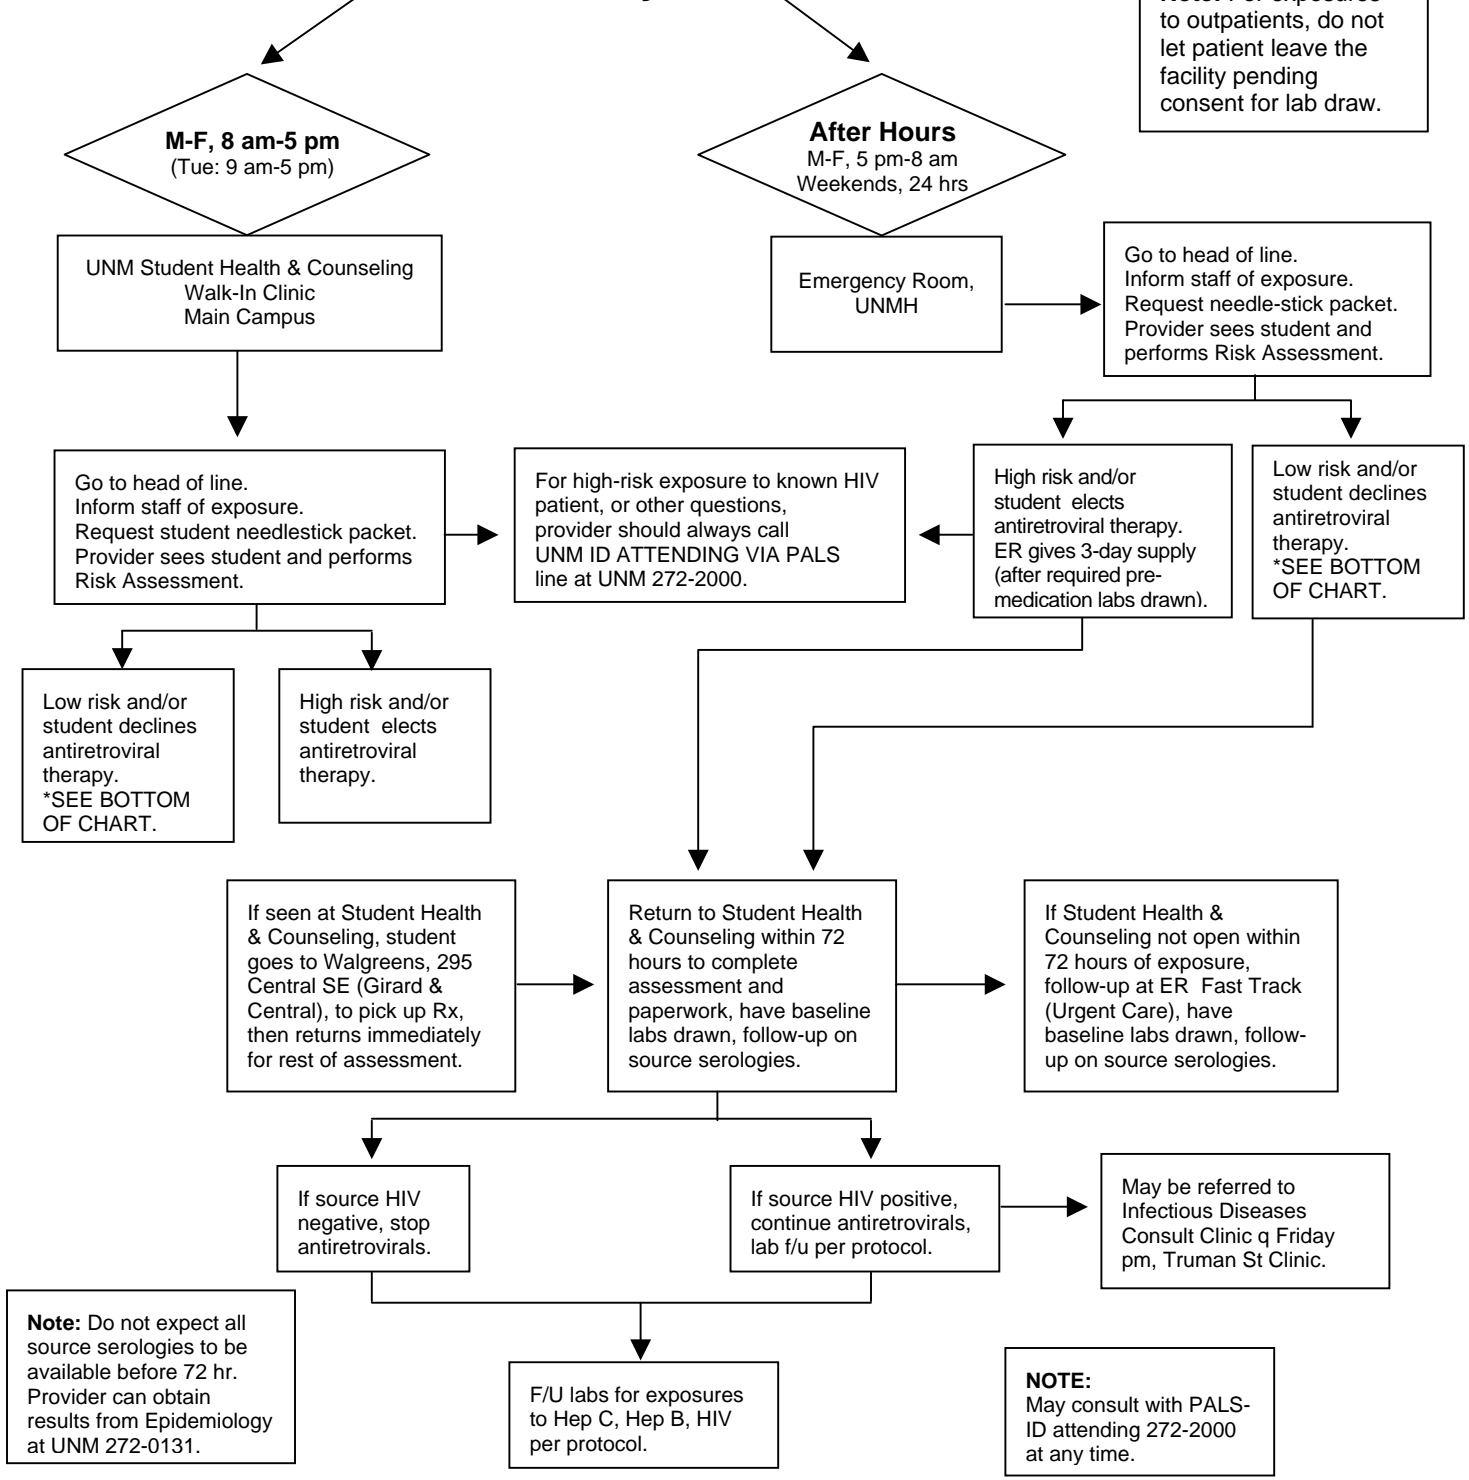 to outpatients, do not
let patient leave the
facility pending
consent for lab draw.
M-F, 8 am-5 pm
(Tue: 9 am-5 pm)
After Hours
M-F, 5 pm-8 am
Weekends, 24 hrs
UNM Student Health & Counseling
Walk-In Clinic
Main Campus
Emergency Room,
UNMH
Go to head of line.
Inform staff of exposure.
Request needle-stick packet.
Provider sees student and
performs Risk Assessment.
Go to head of line.
Inform staff of exposure.
Request student needlestick packet.
Provider sees student and performs
Risk Assessment.
For high-risk exposure to known HIV
patient, or other questions,
provider should always call
UNM ID ATTENDING VIA PALS
line at UNM 272-2000.
High risk and/or
student elects
antiretroviral therapy.
ER gives 3-day supply
(after required pre-
medication labs drawn).
Low risk and/or
student declines
antiretroviral
therapy.
*SEE BOTTOM
OF CHART.
Low risk and/or
student declines
antiretroviral
therapy.
*SEE BOTTOM
OF CHART.
High risk and/or
student elects
antiretroviral
therapy.
If seen at Student Health
& Counseling, student
goes to Walgreens, 295
Central SE (Girard &
Central), to pick up Rx,
then returns immediately
for rest of assessment.
Return to Student Health
& Counseling within 72
hours to complete
assessment and
paperwork, have baseline
labs drawn, follow-up on
source serologies.
If Student Health &
Counseling not open within
72 hours of exposure,
follow-up at ER Fast Track
(Urgent Care), have
baseline labs drawn, follow-
up on source serologies.
If source HIV
negative, stop
antiretrovirals.
If source HIV positive,
continue antiretrovirals,
lab f/u per protocol.
May be referred to
Infectious Diseases
Consult Clinic q Friday
pm, Truman St Clinic.
Note: Do not expect all
source serologies to be
available before 72 hr.
Provider can obtain
results from Epidemiology
at UNM 272-0131.
F/U labs for exposures
to Hep C, Hep B, HIV
per protocol.
NOTE:
May consult with PALS-
ID attending 272-2000
at any time.